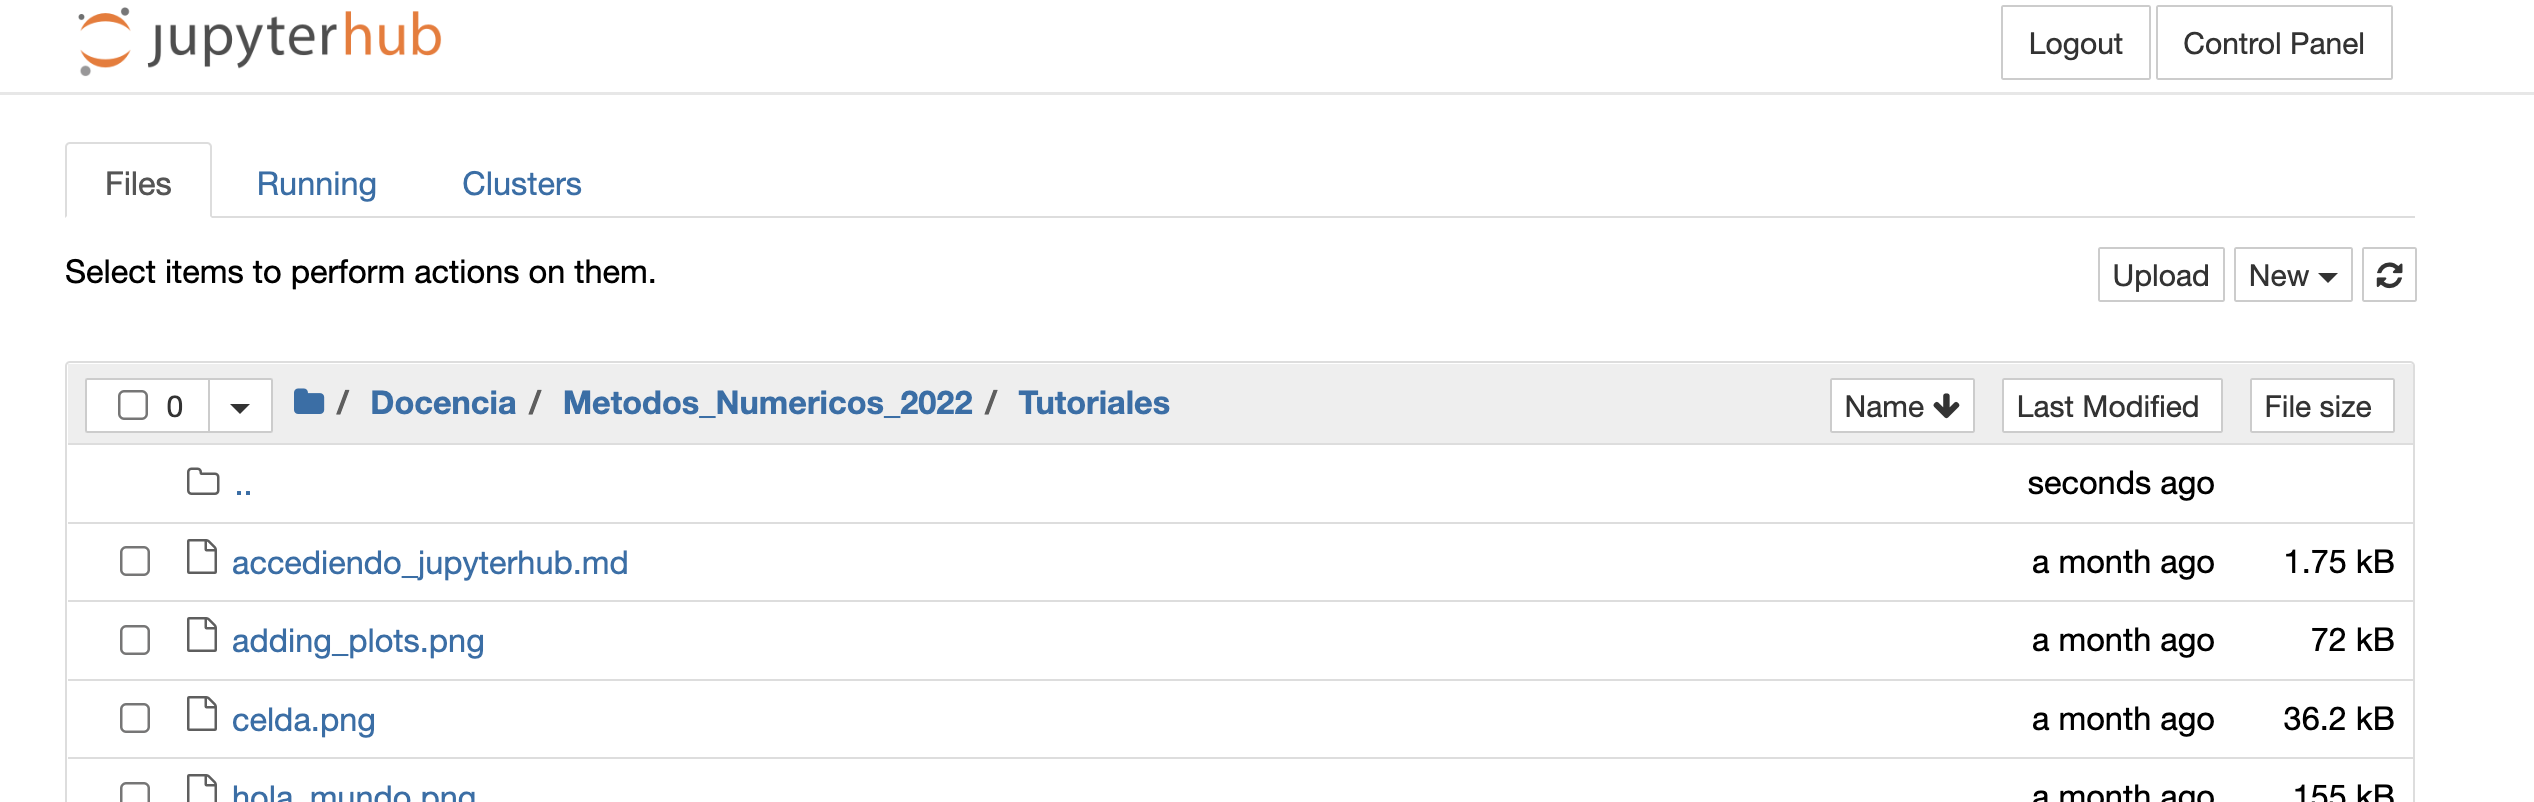 jupyterhub
Logout Control Panel
Files Running Clusters
Select items to perform actions on them.
Upload New
0 / Docencia / Metodos_Numericos_2022 / Tutoriales Name Last Modified File size
.. seconds ago
accediendo_jupyterhub.md a month ago 1.75 kB
adding_plots.png a month ago 72 kB
celda.png a month ago 36.2 kB
hola_mundo.png a month ago 155 kB